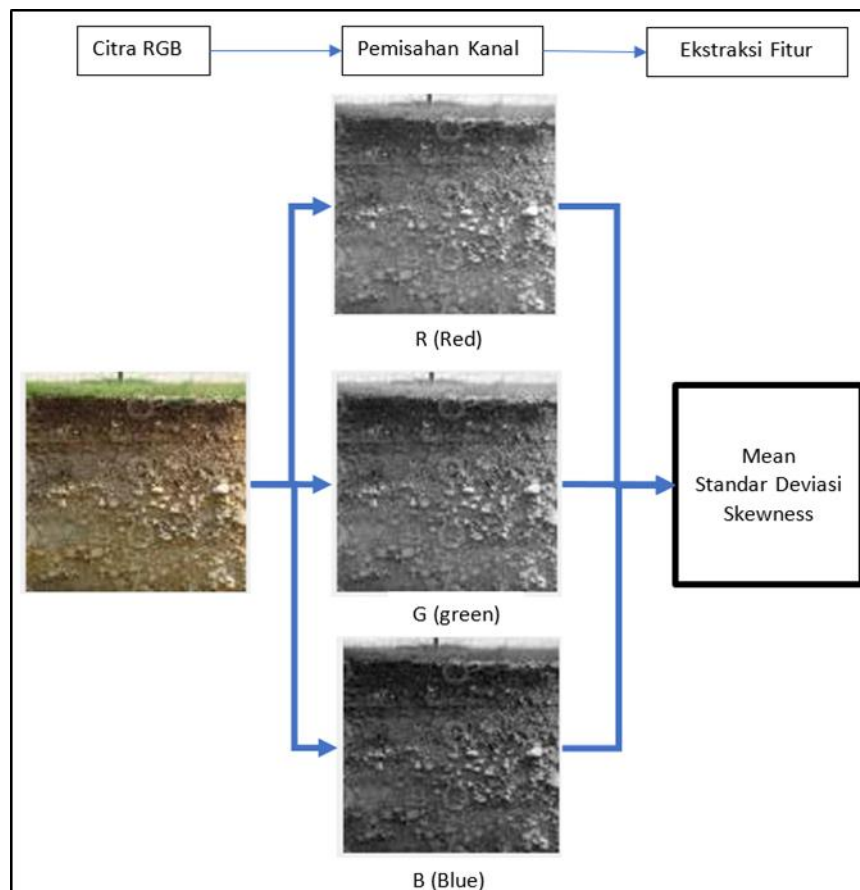 Citra RGB
Pemisahan Kanal
Ekstraksi Fitur
R (Red)
G (green)
B (Blue)
Mean
Standar Deviasi
Skewness